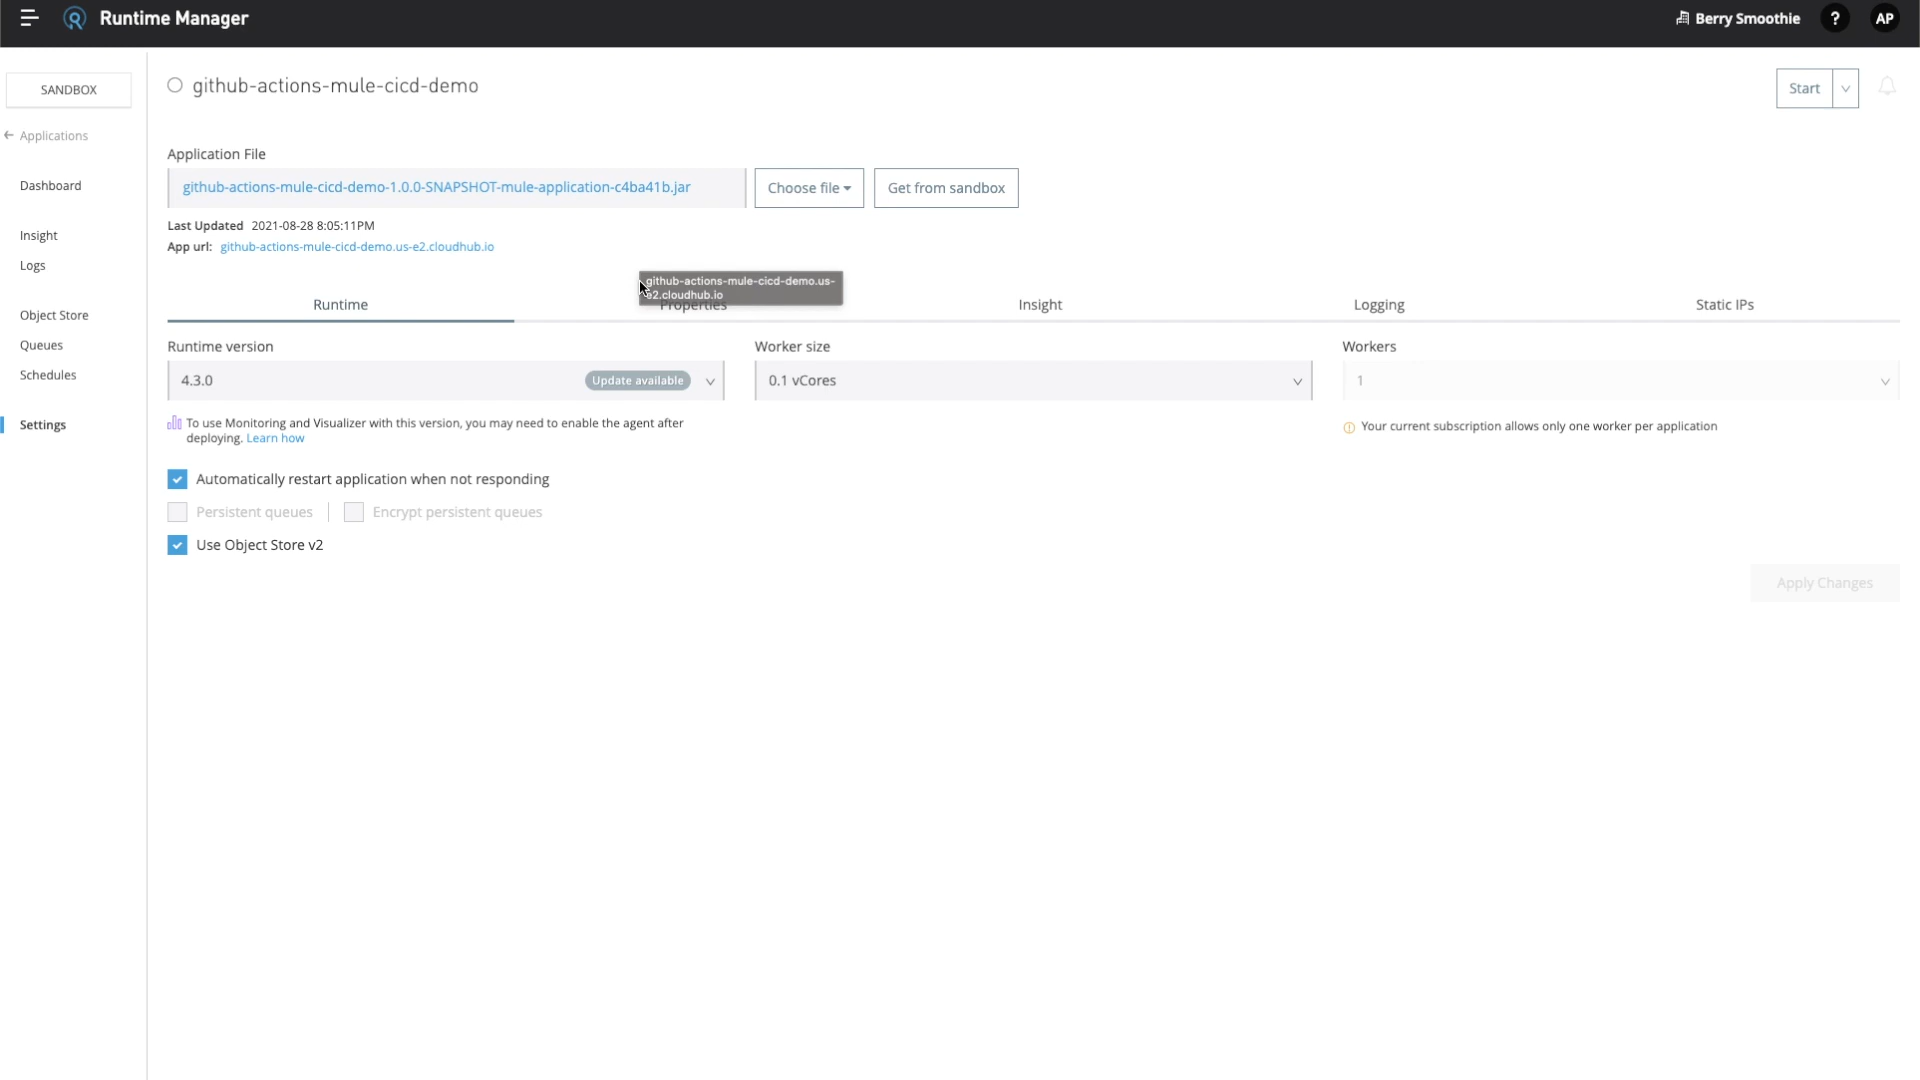 Runtime Manager
Berry Smoothie
?
AP
SANDBOX
Applications
Dashboard
Insight
Logs
Object Store
Queues
Schedules
Settings
github-actions-mule-cicd-demo
Start
Application File
github-actions-mule-cicd-demo-1.0.0-SNAPSHOT-mule-application-c4ba41b.jar
Choose file
Get from sandbox
Last Updated 2021-08-28 8:05:11PM
App url: github-actions-mule-cicd-demo.us-e2.cloudhub.io
github-actions-mule-cicd-demo.us-
e2.cloudhub.io
Runtime
Properties
Insight
Logging
Static IPs
Runtime version
4.3.0
Update available
To use Monitoring and Visualizer with this version, you may need to enable the agent after
deploying. Learn how
Worker size
0.1 vCores
Workers
1
Your current subscription allows only one worker per application
Automatically restart application when not responding
Persistent queues
Encrypt persistent queues
Use Object Store v2
Apply Changes